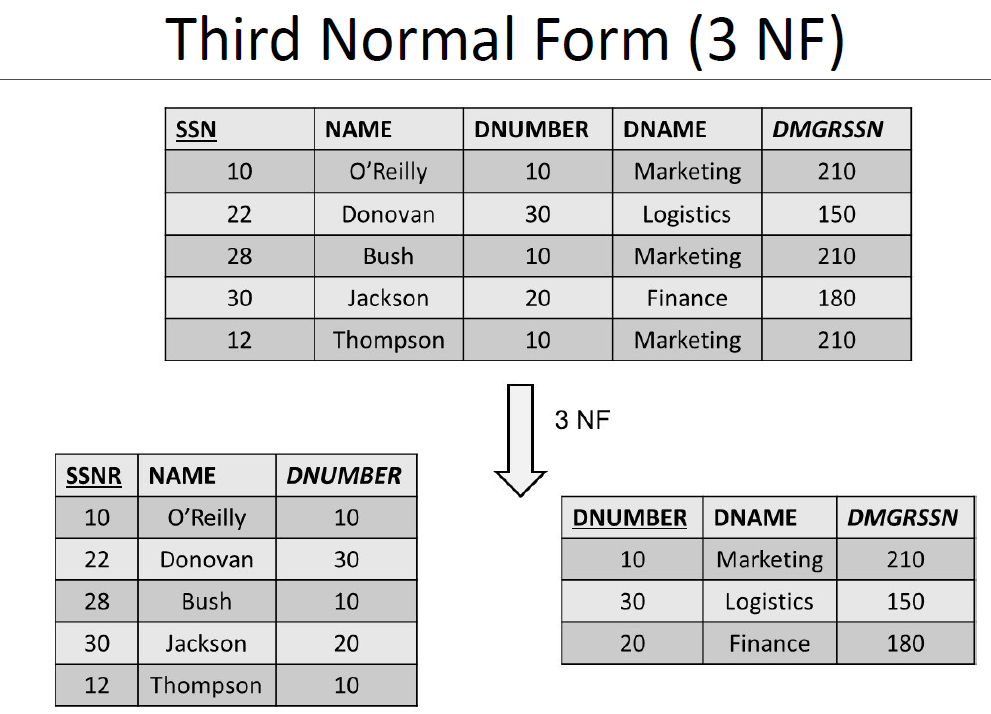 Third Normal Form (3 NF)
SSN NAME DNUMBER DNAME DMGRSSN
10 O'Reilly 10 Marketing 210
22 Donovan 30 Logistics 150
28 Bush 10 Marketing 210
30 Jackson 20 Finance 180
12 Thompson 10 Marketing 210
3 NF
SSNR NAME DNUMBER
10 O'Reilly 10
22 Donovan 30
28 Bush 10
30 Jackson 20
12 Thompson 10
DNUMBER DNAME DMGRSSN
10 Marketing 210
30 Logistics 150
20 Finance 180